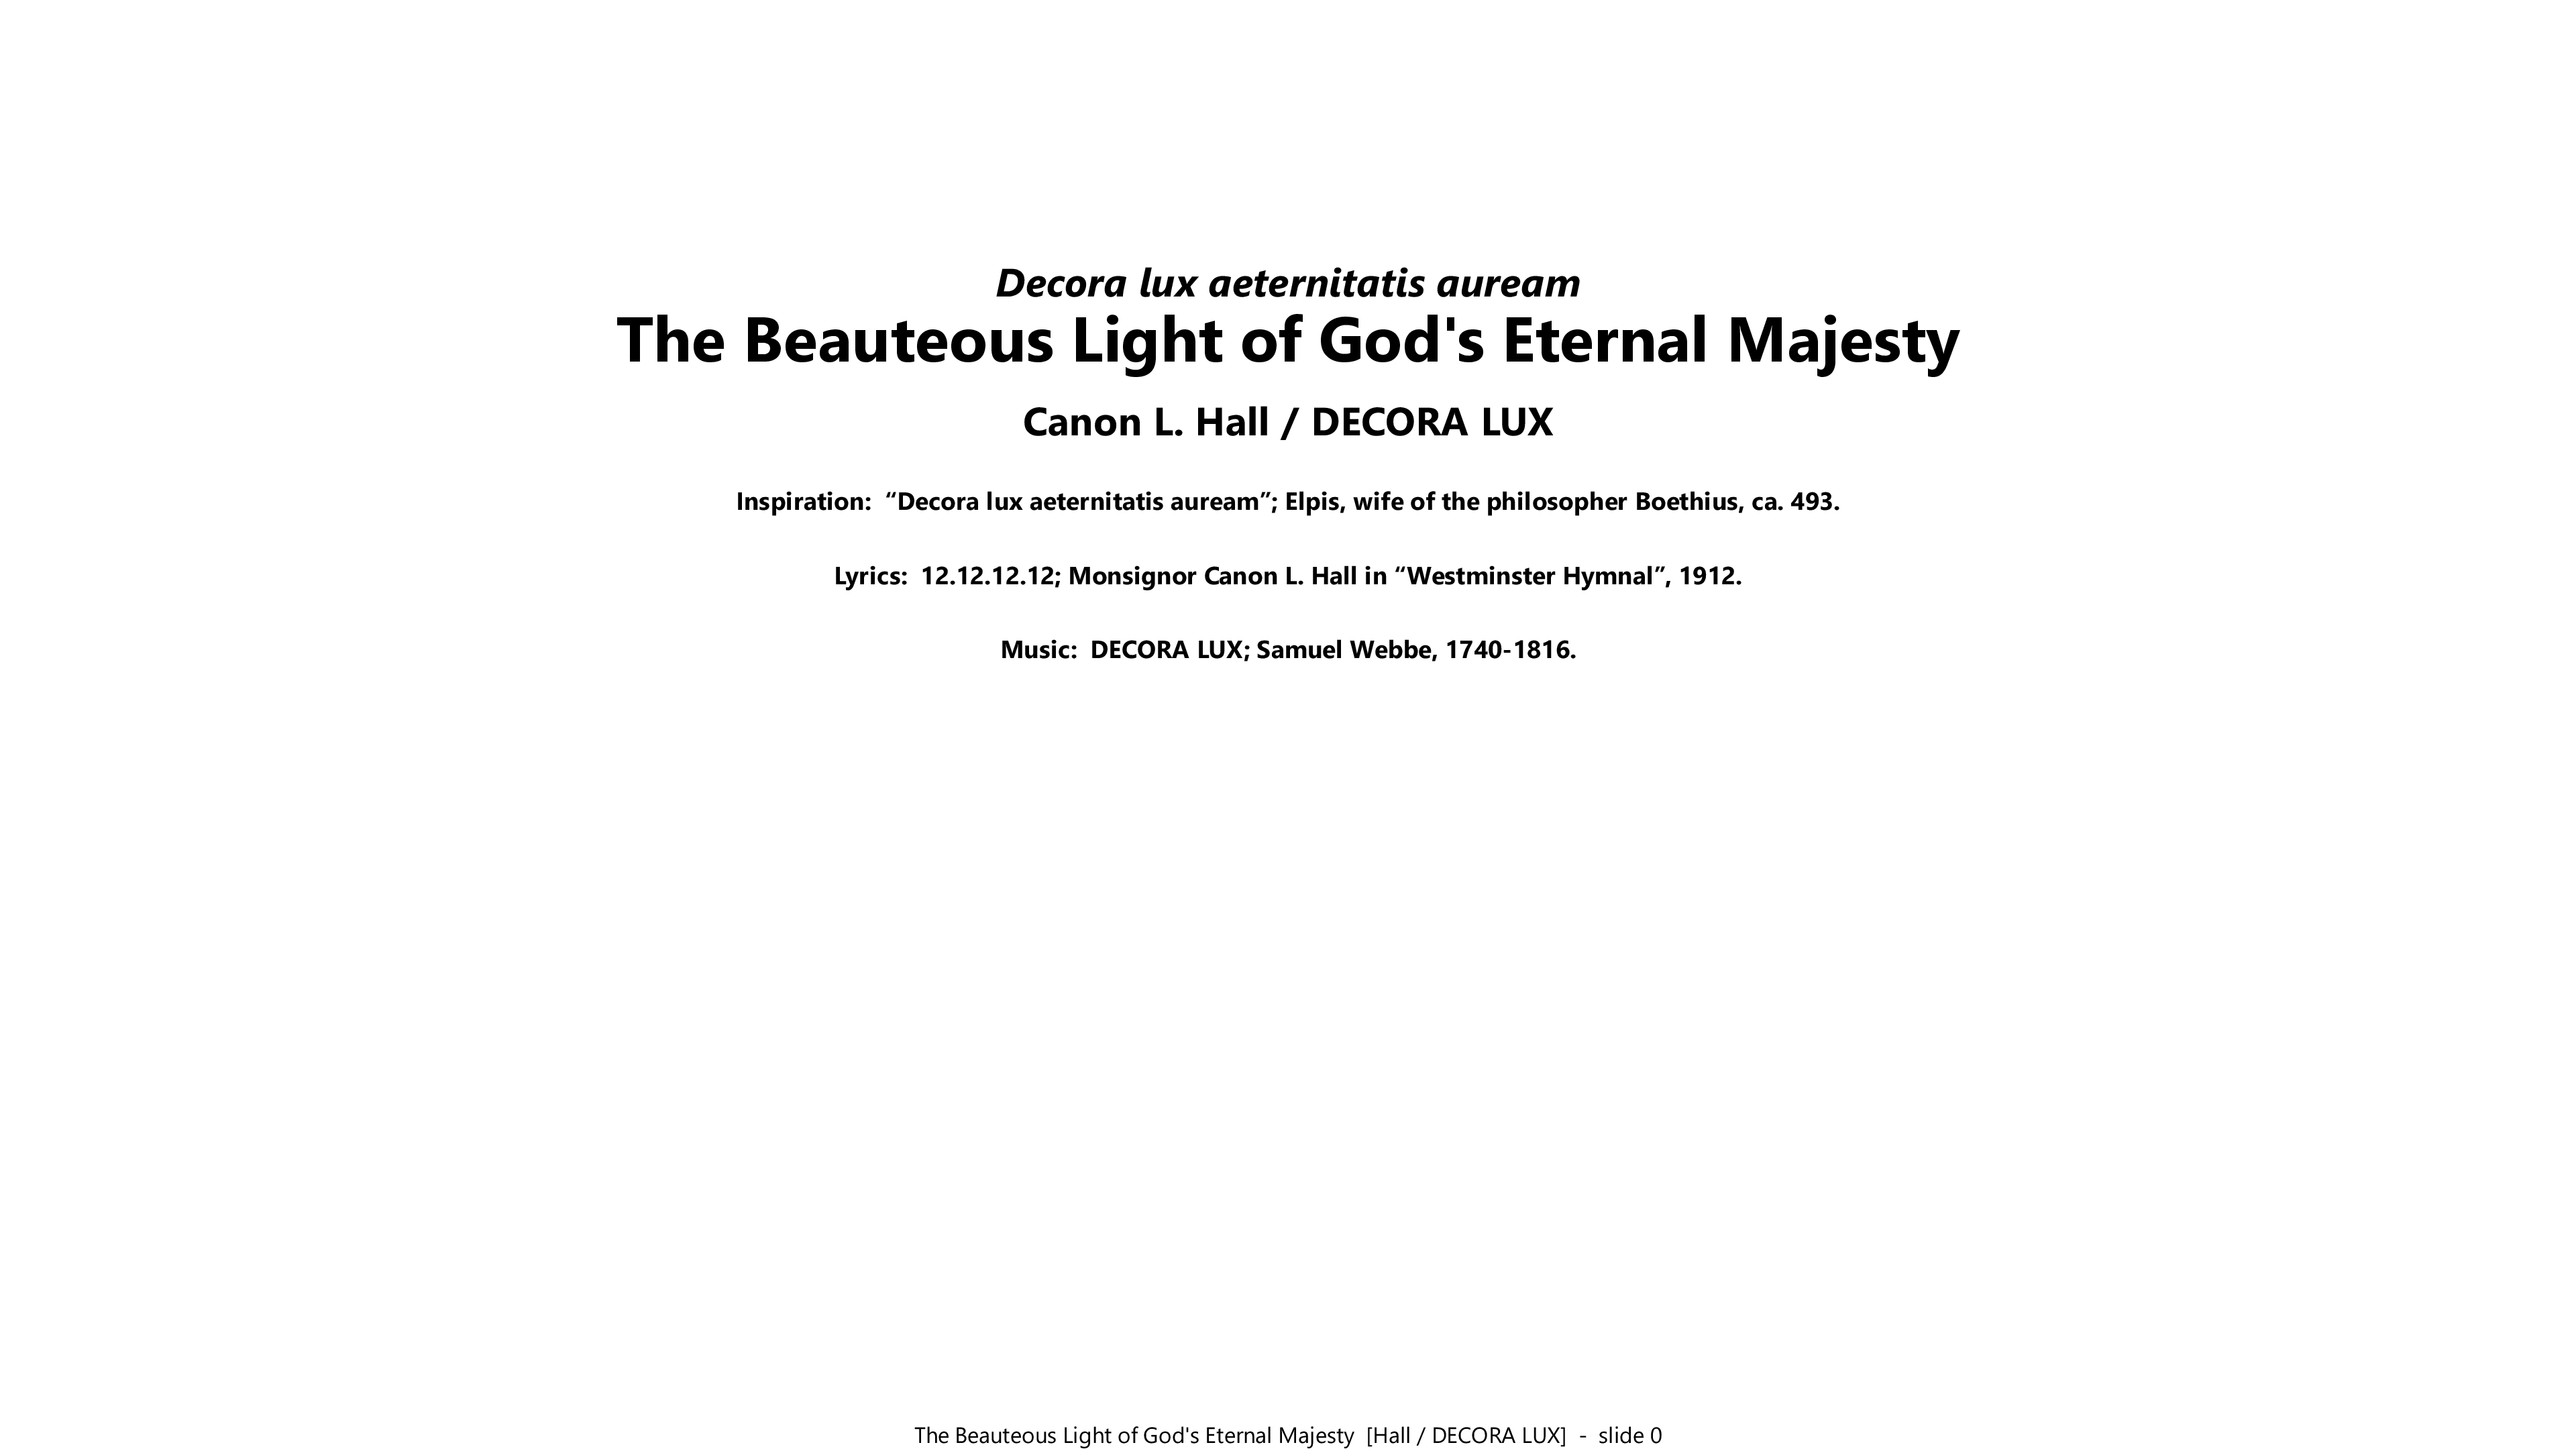 Decora lux aeternitatis auream
The Beauteous Light of God's Eternal Majesty
Canon L. Hall / DECORA LUX
Inspiration:  “Decora lux aeternitatis auream”; Elpis, wife of the philosopher Boethius, ca. 493.
Lyrics:  12.12.12.12; Monsignor Canon L. Hall in “Westminster Hymnal”, 1912.
Music:  DECORA LUX; Samuel Webbe, 1740-1816.
The Beauteous Light of God's Eternal Majesty  [Hall / DECORA LUX]  -  slide 0